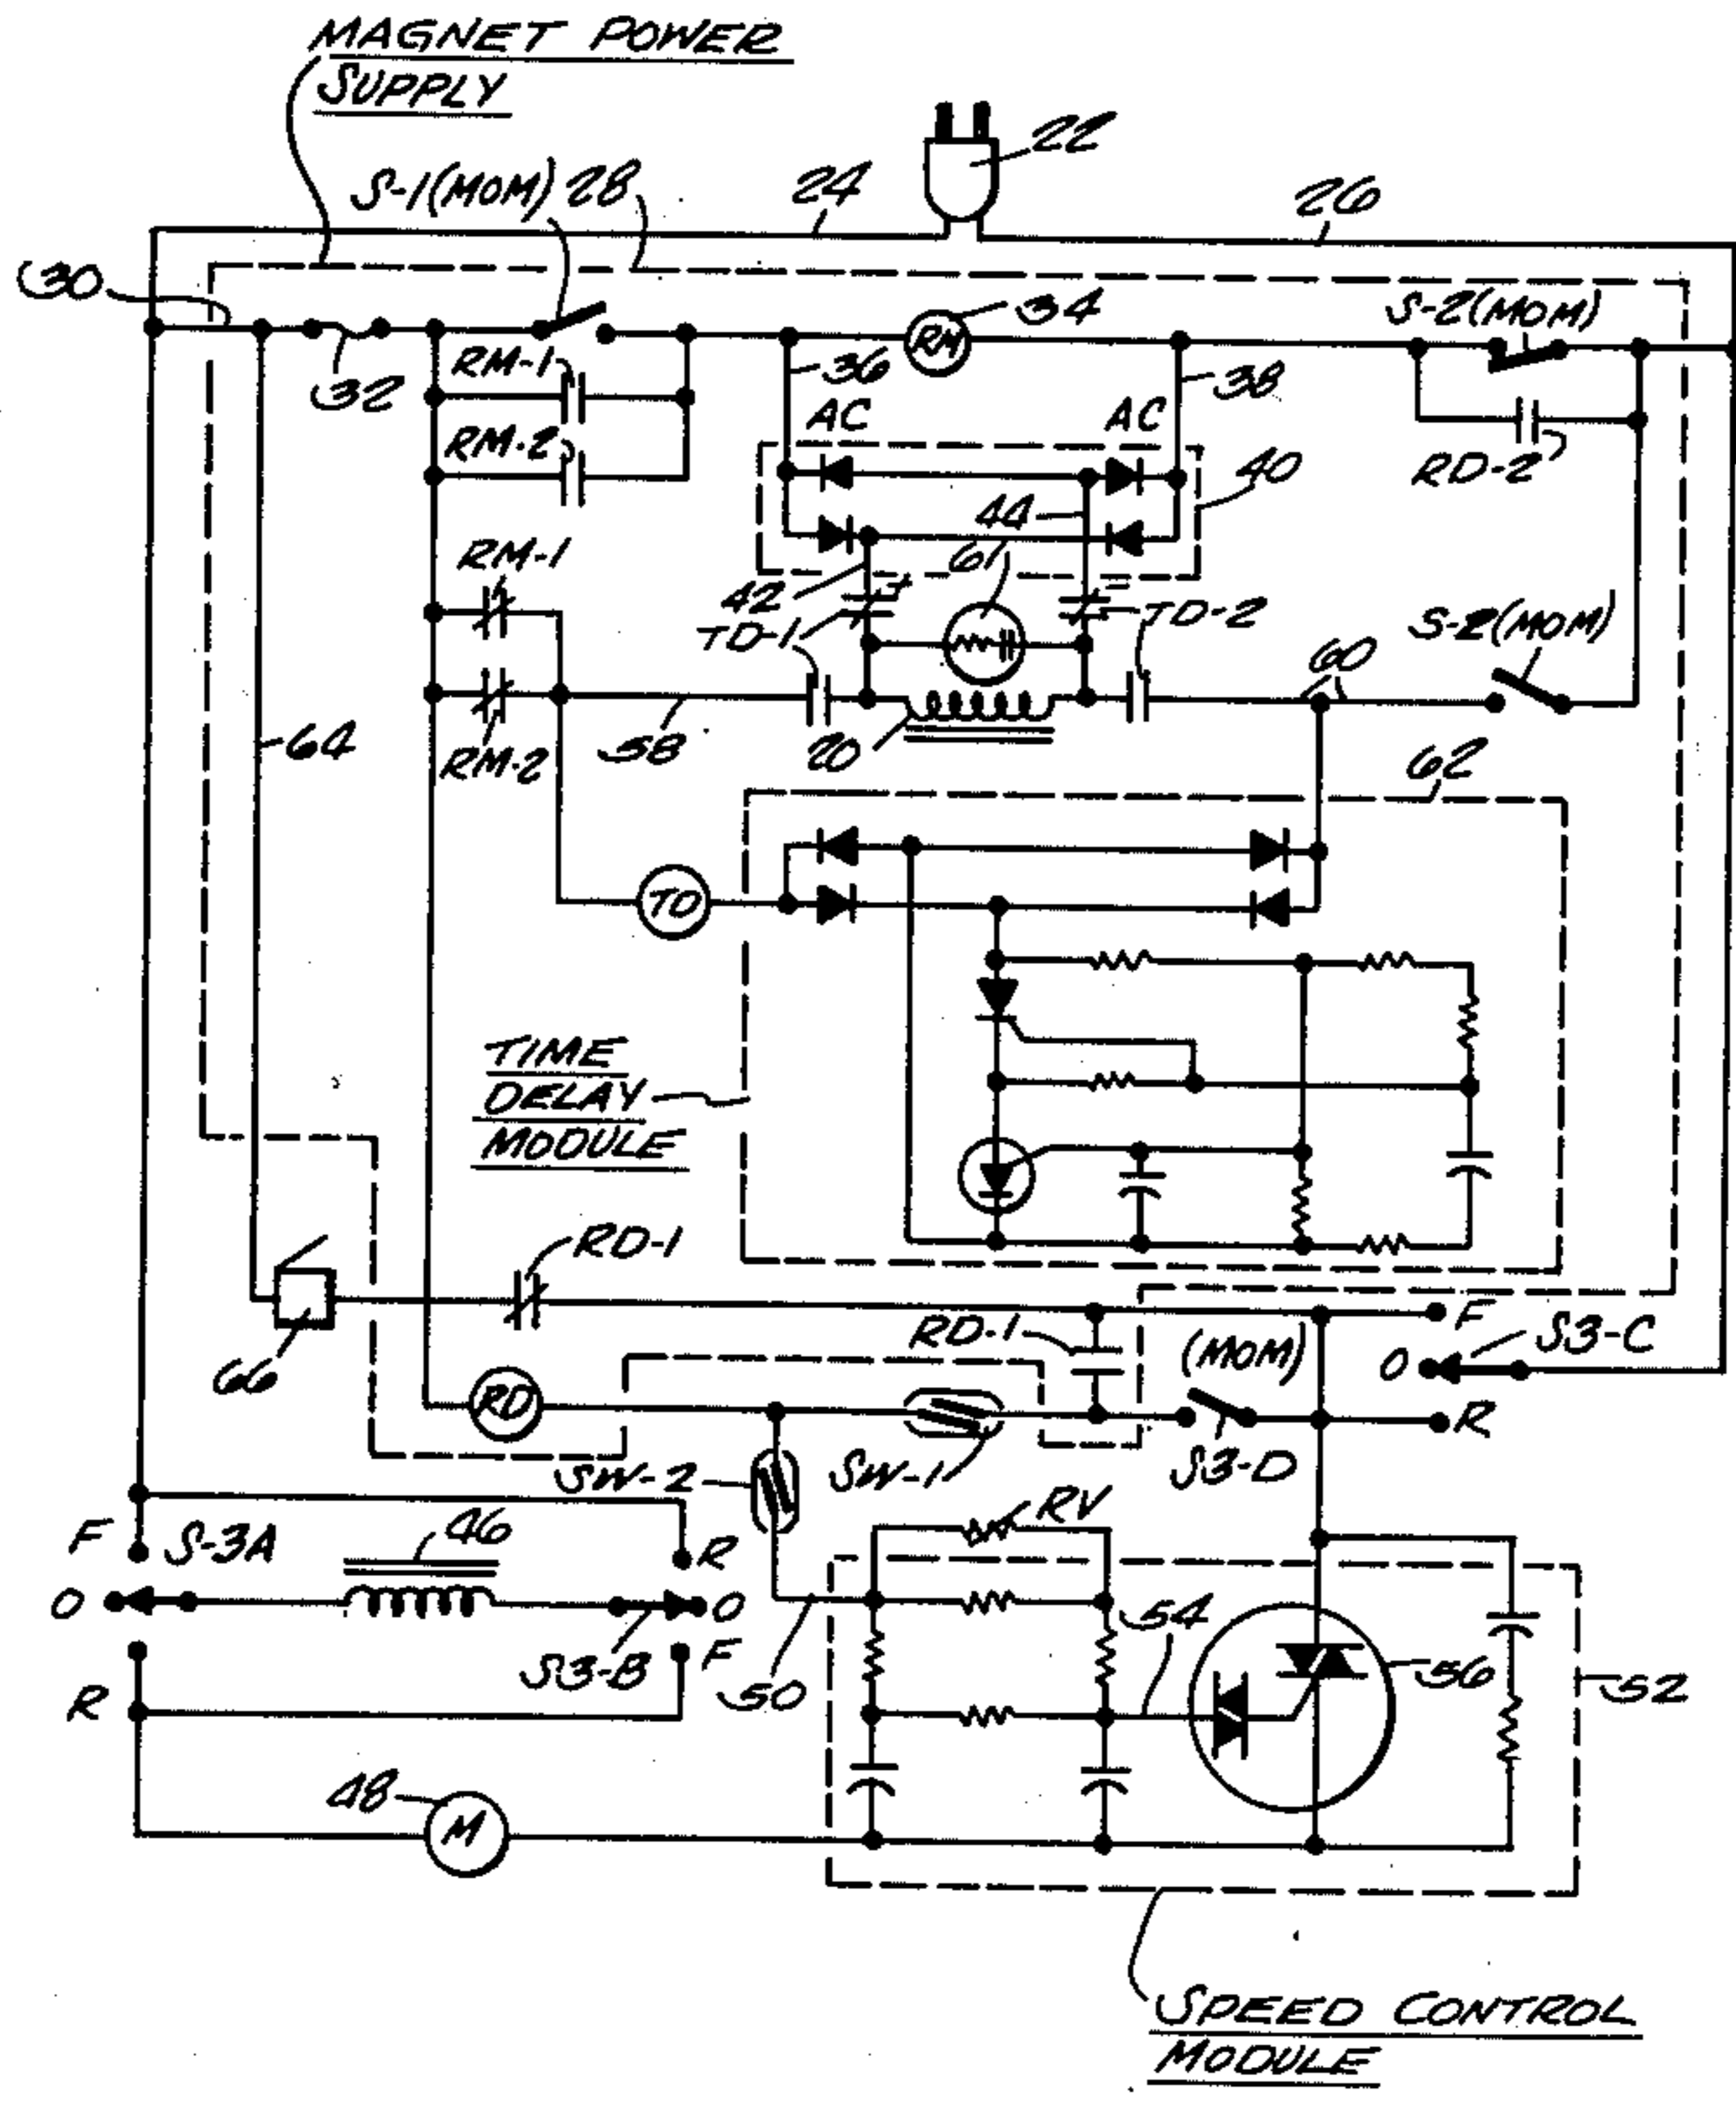 MAGNET POWER
SUPPLY
22
S-1(MOM) 28
24
26
30
34
S-2(MOM)
RM-1
RM
32
36
38
AC
AC
RM-2
40
RD-2
44
RM-1
61
42
TD-1
TD-2
S-2(MOM)
60
64
58
20
RM-2
62
TD
TIME
DELAY
MODULE
RD-1
F
RD-1
(MOM)
S3-C
O
66
RD
R
SW-2
SW-1
S3-D
RV
F
S-3A
46
R
O
O
54
S3-B
F
50
56
52
R
48
M
SPEED CONTROL
MODULE